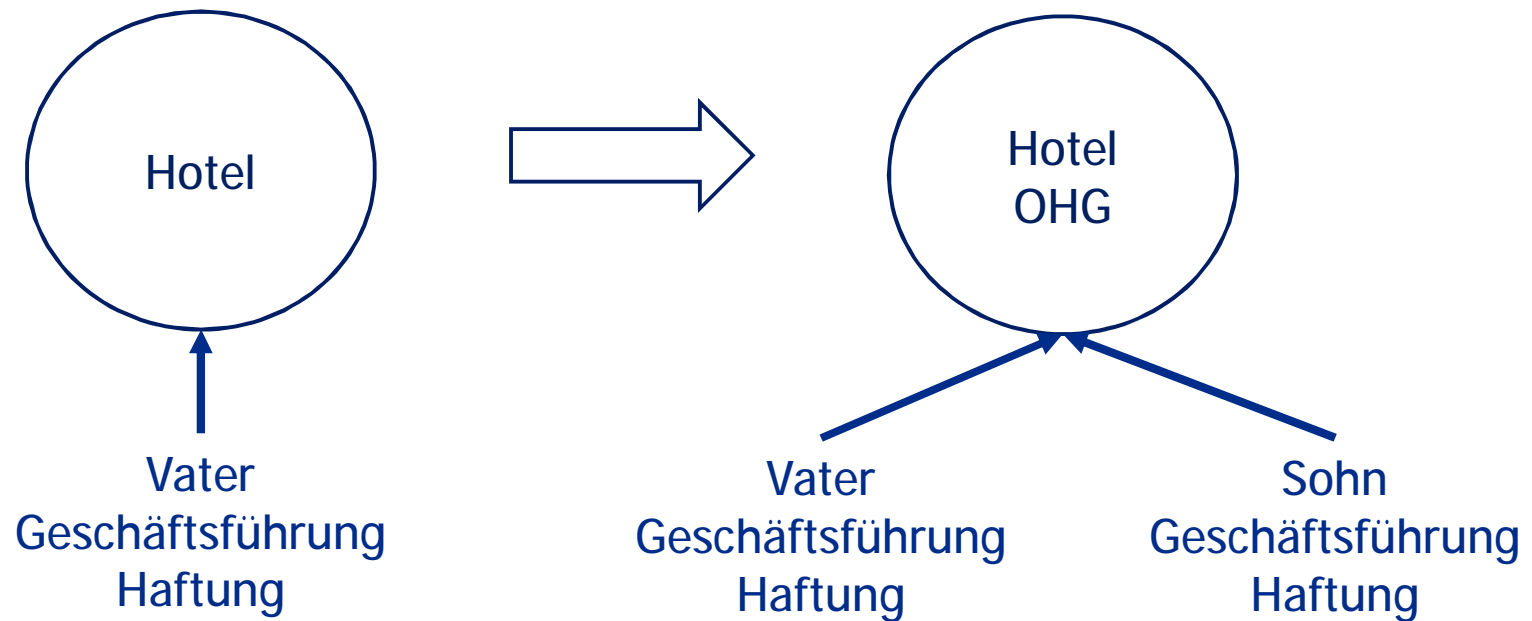 Hotel
Hotel
OHG
Vater
Geschäftsführung
Haftung
Vater
Geschäftsführung
Haftung
Sohn
Geschäftsführung
Haftung